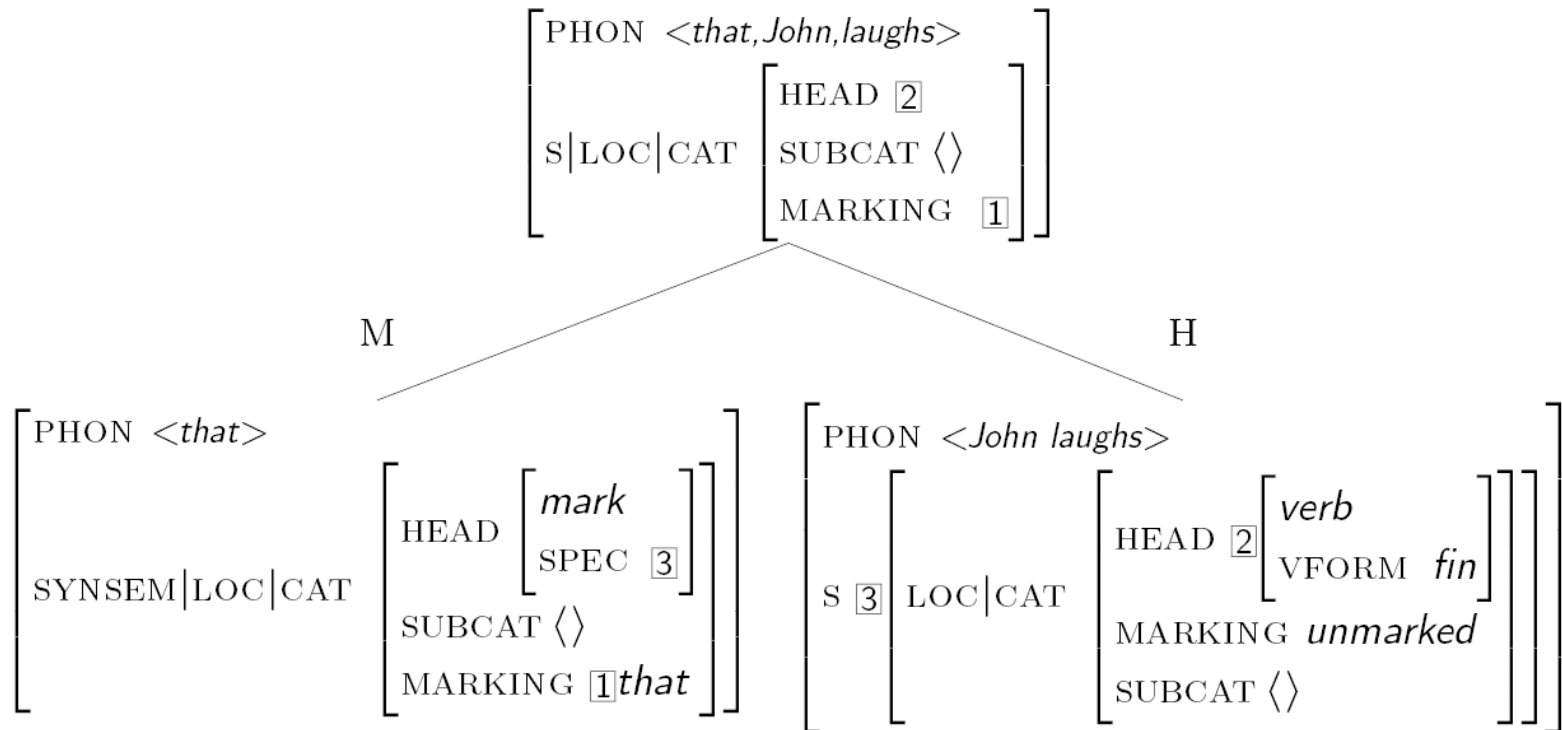 PHON <that,John,laughs>
HEAD 2
S|LOC|CAT SUBCAT ⟨⟩
MARKING 1
M
H
PHON <that>
HEAD mark
SPEC 3
SYNSEM|LOC|CAT
SUBCAT ⟨⟩
MARKING 1 that
PHON <John laughs>
HEAD 2 verb
VFORM fin
S 3 LOC|CAT
MARKING unmarked
SUBCAT ⟨⟩